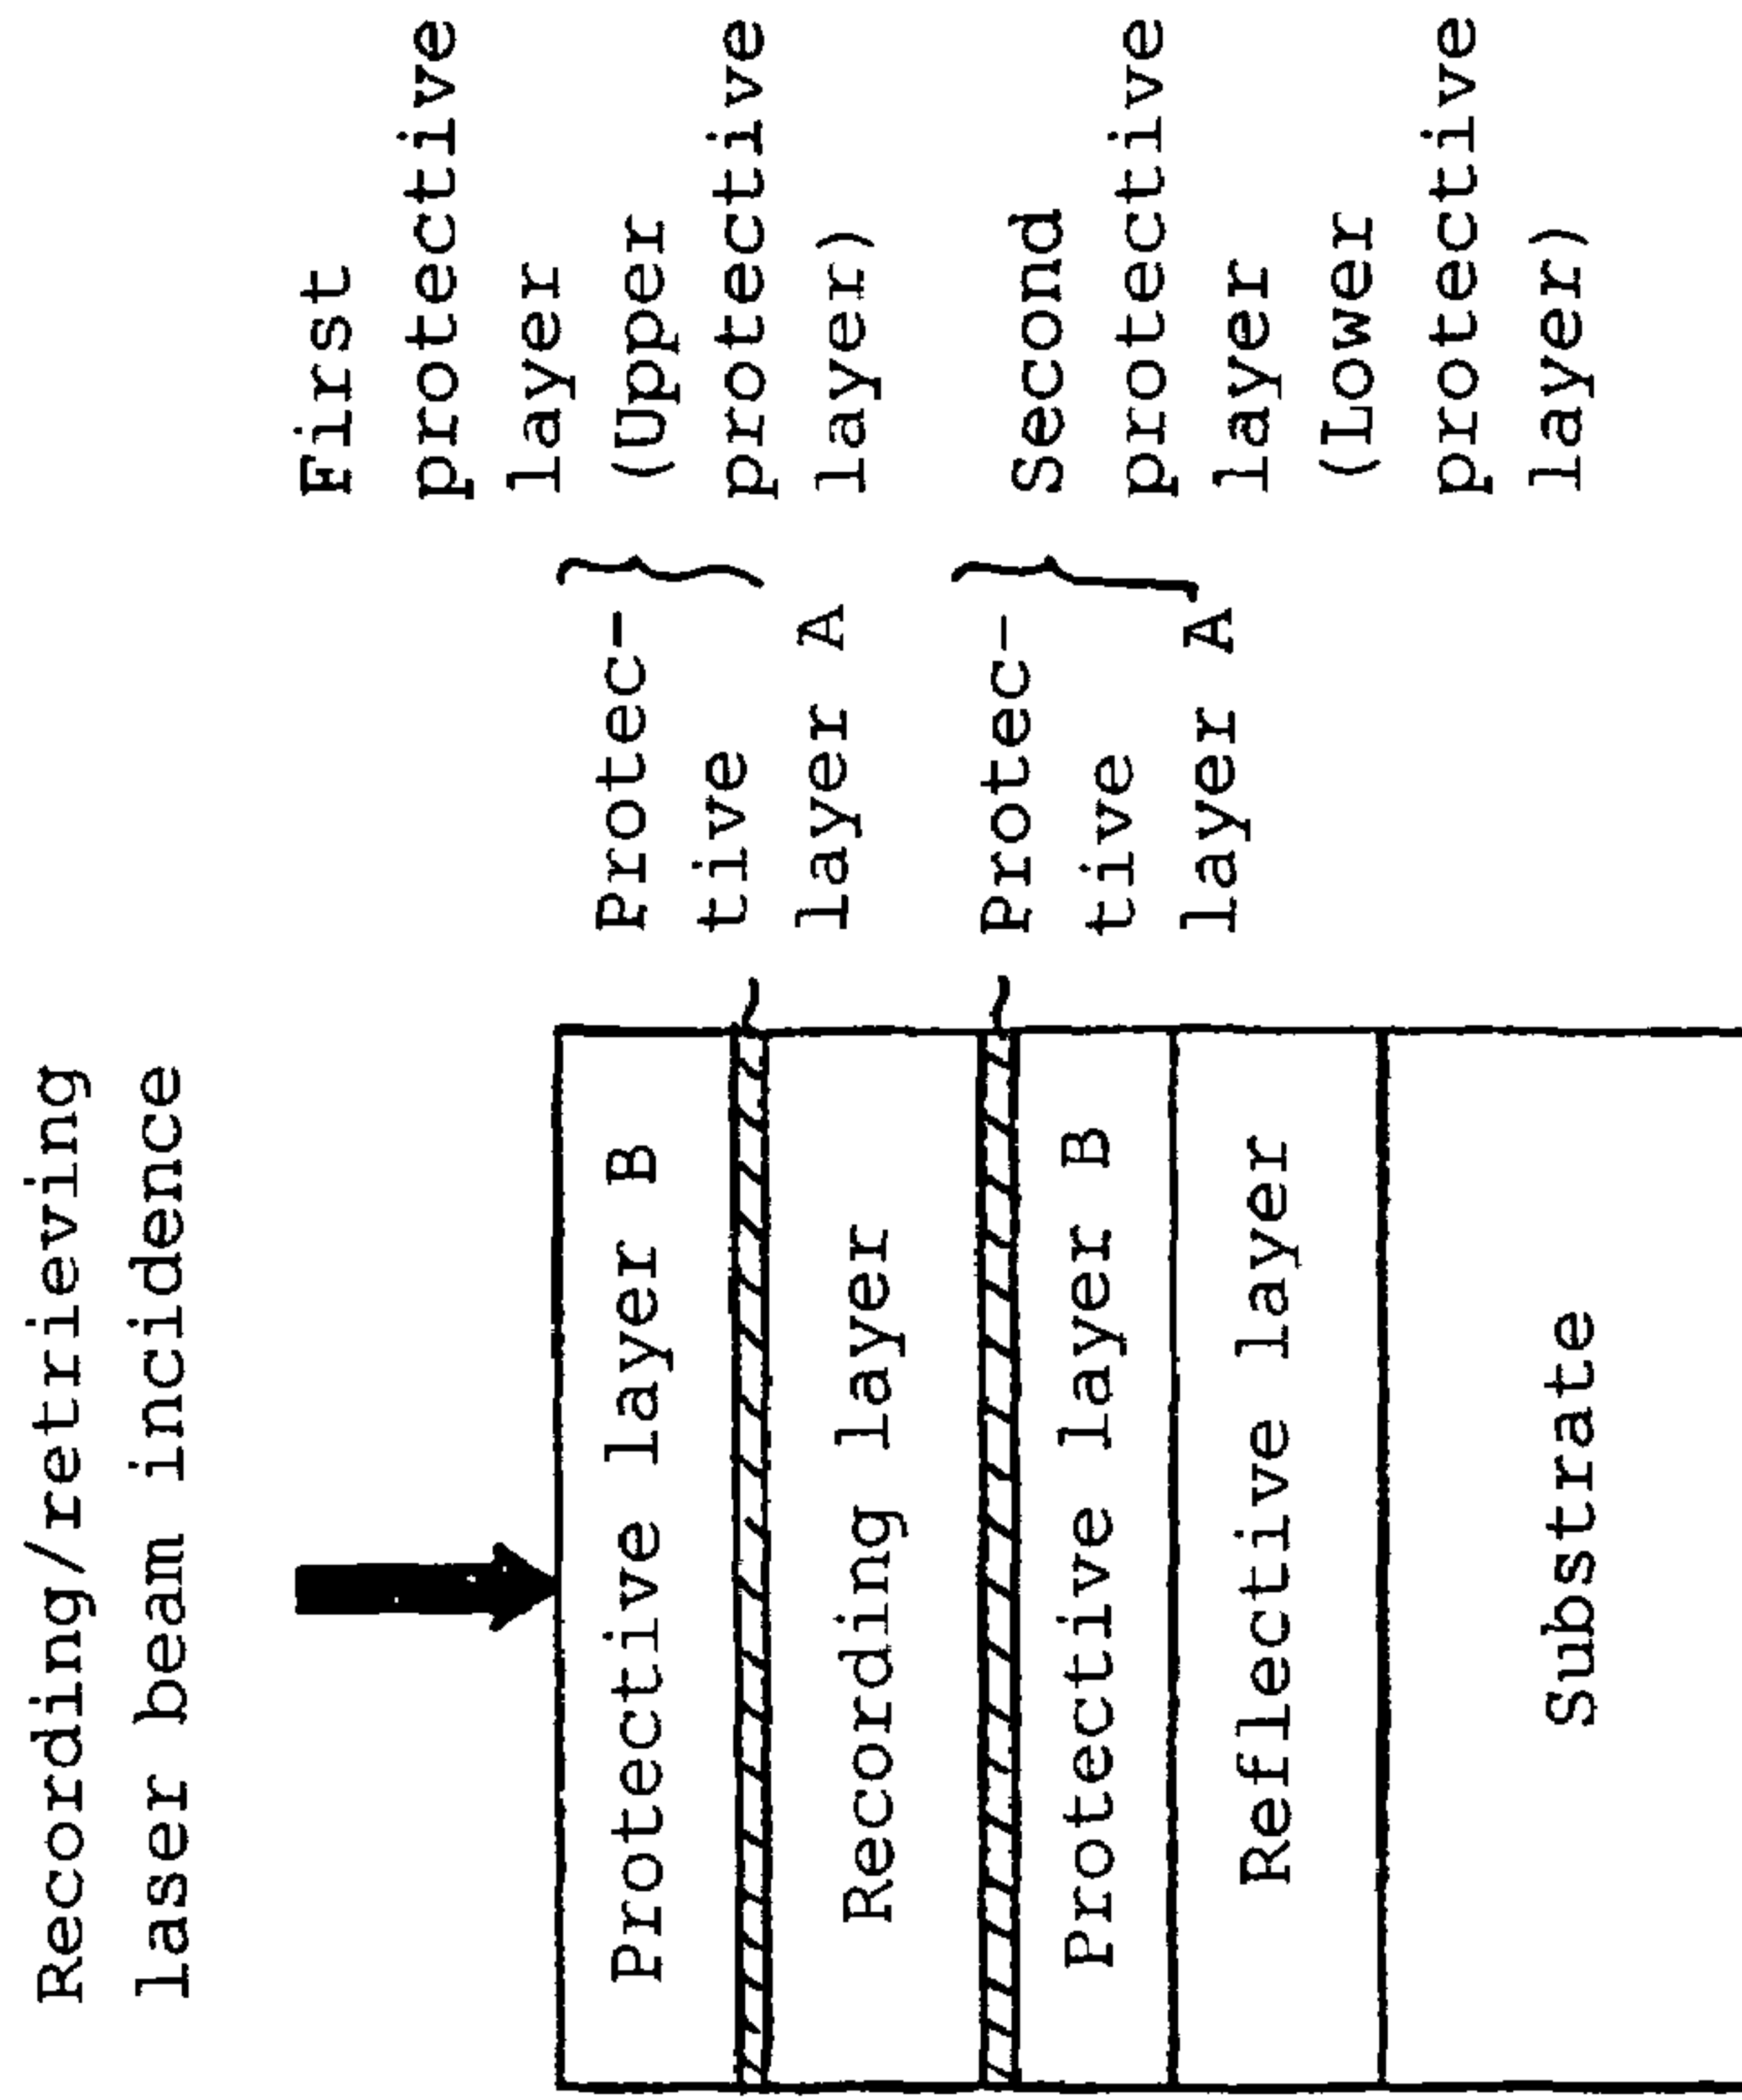 Recording/retrieving
laser beam incidence
Protective layer B
Recording layer
Protective layer B
Reflective layer
Substrate
Protec-
tive
layer A
Protec-
tive
layer A
First
protective
layer
(Upper
protective
layer)
Second
protective
layer
(Lower
protective
layer)